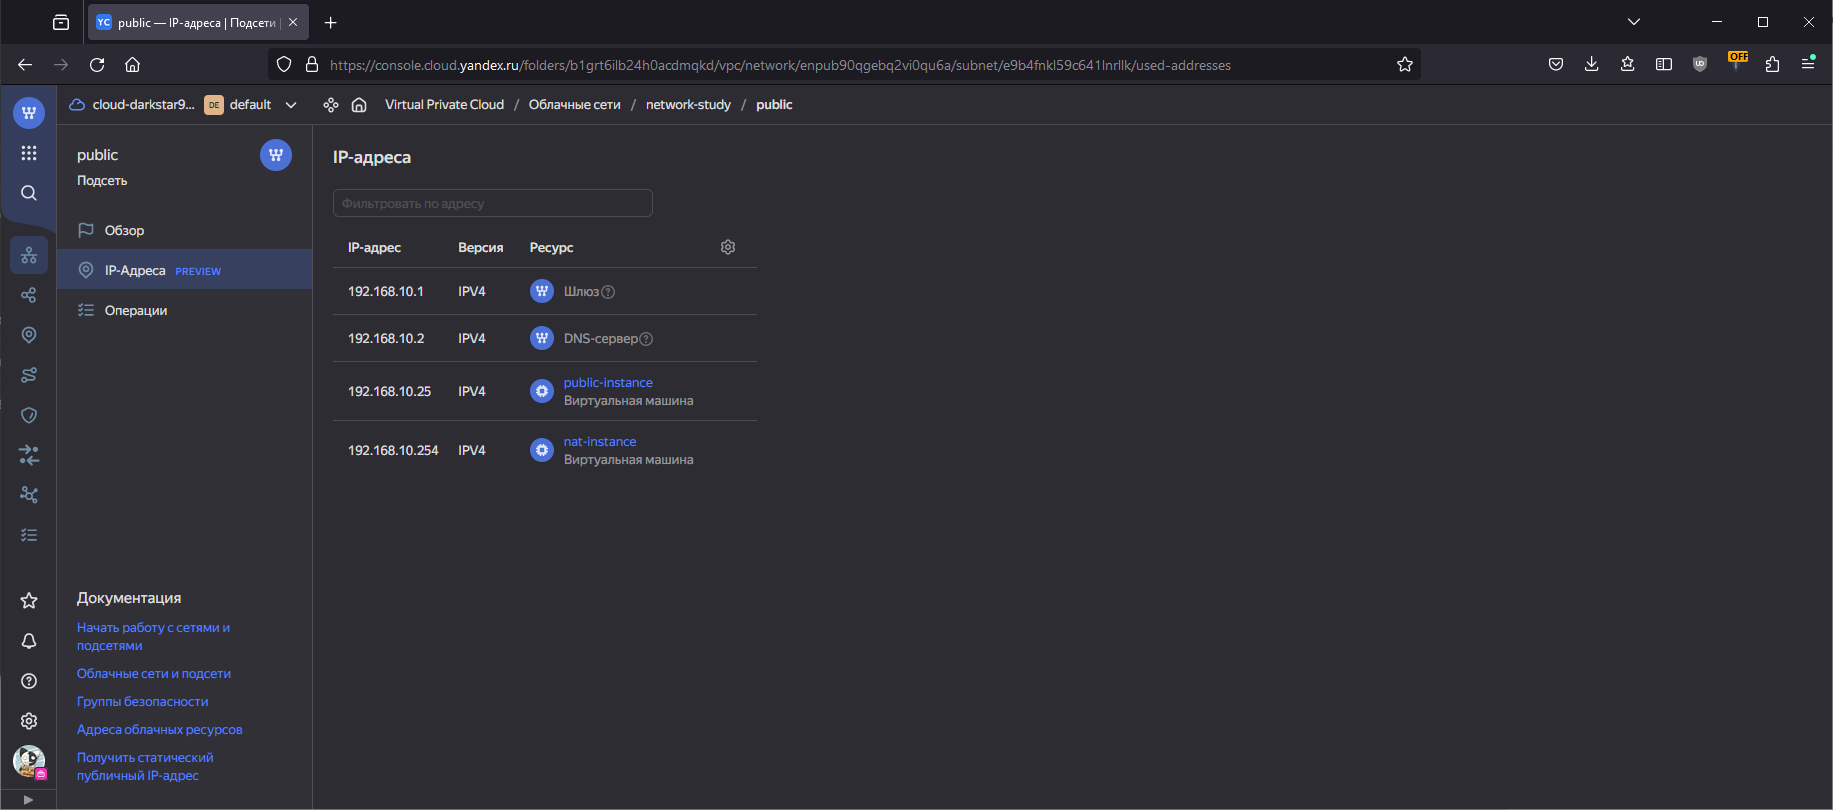 YC public — IP-адреса | Подсети |
https://console.cloud.yandex.ru/folders/b1grt6ilb24h0acdmqkd/vpc/network/enpub90qgebq2vi0qu6a/subnet/e9b4fnkl59c641lnrllk/used-addresses
OFF
cloud-darkstar9... DE default
Virtual Private Cloud / Облачные сети / network-study / public
public
Подсеть
Обзор
IP-Адреса PREVIEW
Операции
Документация
Начать работу с сетями и
подсетями
Облачные сети и подсети
Группы безопасности
Адреса облачных ресурсов
Получить статический
публичный IP-адрес
IP-адреса
Фильтровать по адресу
IP-адрес Версия Ресурс
192.168.10.1 IPV4 Шлюз
192.168.10.2 IPV4 DNS-сервер
192.168.10.25 IPV4 public-instance
Виртуальная машина
192.168.10.254 IPV4 nat-instance
Виртуальная машина